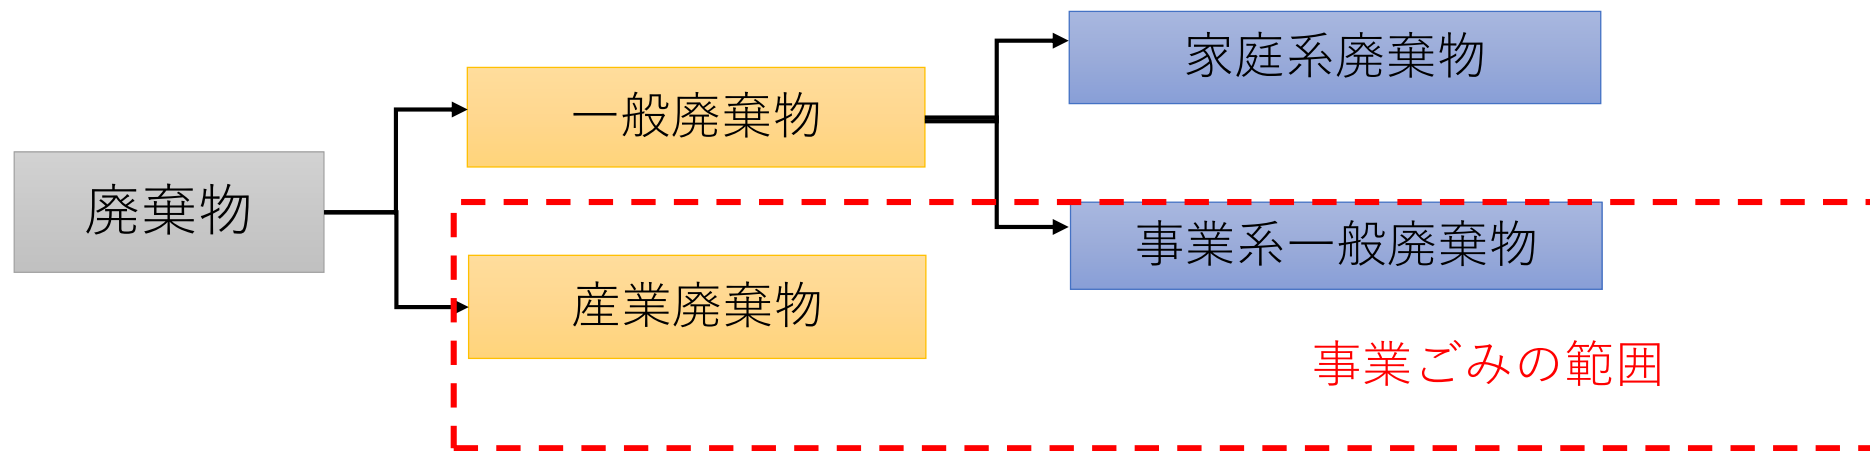 家庭系廃棄物
一般廃棄物
廃棄物
事業系一般廃棄物
産業廃棄物
事業ごみの範囲